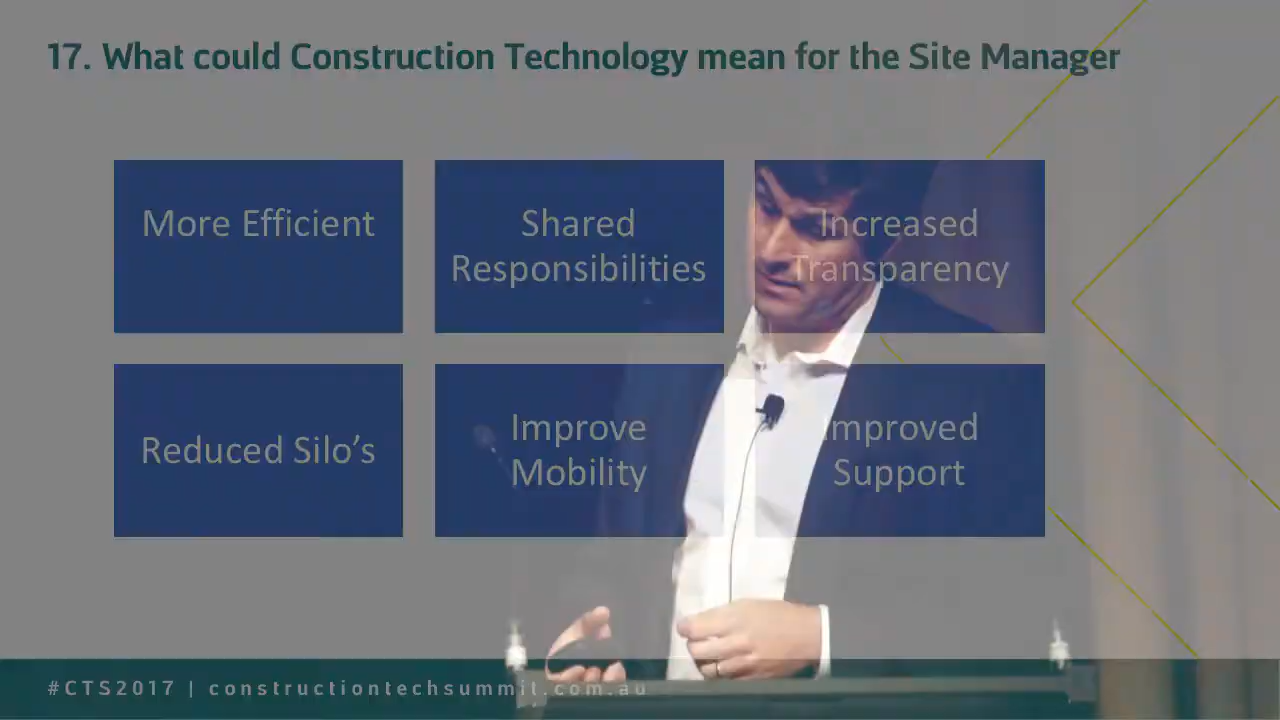 17. What could Construction Technology mean for the Site Manager
More Efficient
Shared
Responsibilities
Increased
Transparency
Reduced Silo’s
Improve
Mobility
Improved
Support
#CTS2017 | constructiontechsummit.com.au